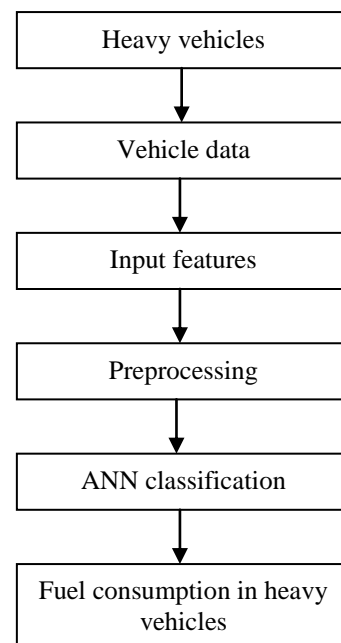 Heavy vehicles
Vehicle data
Input features
Preprocessing
ANN classification
Fuel consumption in heavy
vehicles